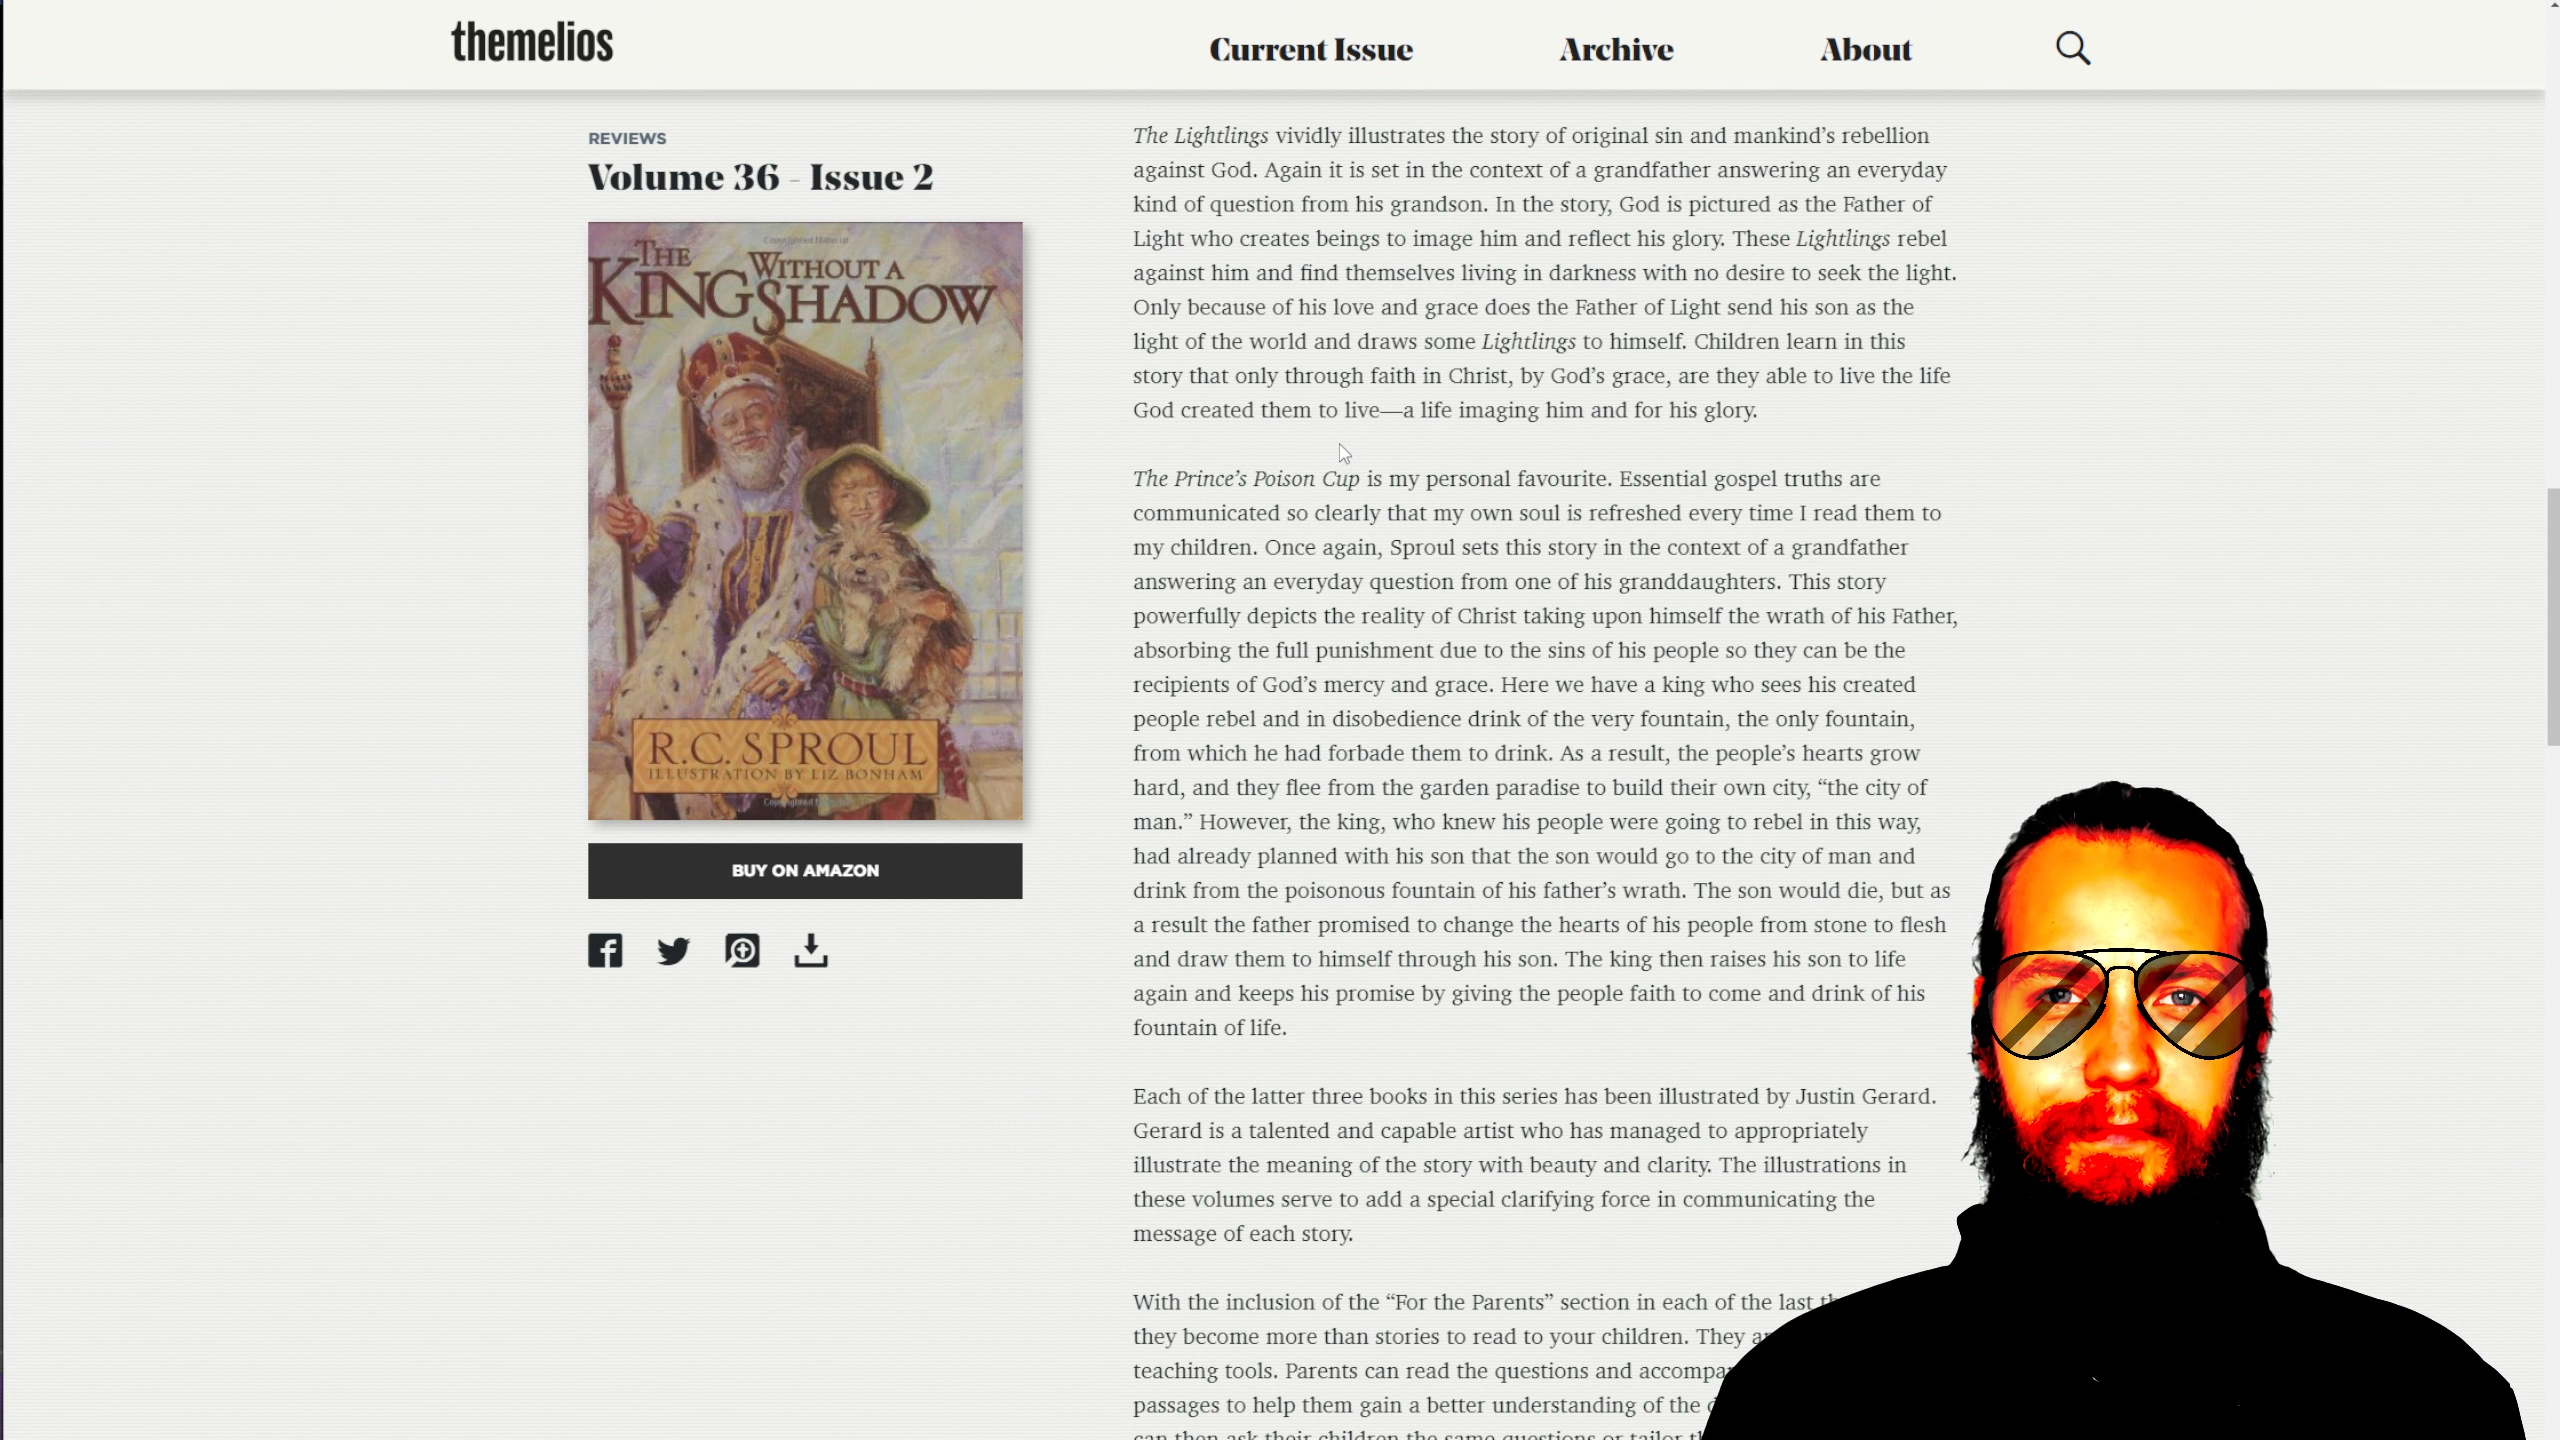 themelios
Current Issue
Archive
About
REVIEWS
Volume 36 - Issue 2
Copyrighted Material
THE
KING WITHOUT A
SHADOW
R.C. SPROUL
ILLUSTRATION BY LIZ BONHAM
BUY ON AMAZON
The Lightlings vividly illustrates the story of original sin and mankind’s rebellion
against God. Again it is set in the context of a grandfather answering an everyday
kind of question from his grandson. In the story, God is pictured as the Father of
Light who creates beings to image him and reflect his glory. These Lightlings rebel
against him and find themselves living in darkness with no desire to seek the light.
Only because of his love and grace does the Father of Light send his son as the
light of the world and draws some Lightlings to himself. Children learn in this
story that only through faith in Christ, by God’s grace, are they able to live the life
God created them to live—a life imaging him and for his glory.
The Prince’s Poison Cup is my personal favourite. Essential gospel truths are
communicated so clearly that my own soul is refreshed every time I read them to
my children. Once again, Sproul sets this story in the context of a grandfather
answering an everyday question from one of his granddaughters. This story
powerfully depicts the reality of Christ taking upon himself the wrath of his Father,
absorbing the full punishment due to the sins of his people so they can be the
recipients of God’s mercy and grace. Here we have a king who sees his created
people rebel and in disobedience drink of the very fountain, the only fountain,
from which he had forbade them to drink. As a result, the people’s hearts grow
hard, and they flee from the garden paradise to build their own city, “the city of
man.” However, the king, who knew his people were going to rebel in this way,
had already planned with his son that the son would go to the city of man and
drink from the poisonous fountain of his father’s wrath. The son would die, but as
a result the father promised to change the hearts of his people from stone to flesh
and draw them to himself through his son. The king then raises his son to life
again and keeps his promise by giving the people faith to come and drink of his
fountain of life.
Each of the latter three books in this series has been illustrated by Justin Gerard.
Gerard is a talented and capable artist who has managed to appropriately
illustrate the meaning of the story with beauty and clarity. The illustrations in
these volumes serve to add a special clarifying force in communicating the
message of each story.
With the inclusion of the “For the Parents” section in each of the last
they become more than stories to read to your children. They
teaching tools. Parents can read the questions and
passages to help them gain a better understanding of the
can then ask their children the same questions or tailor